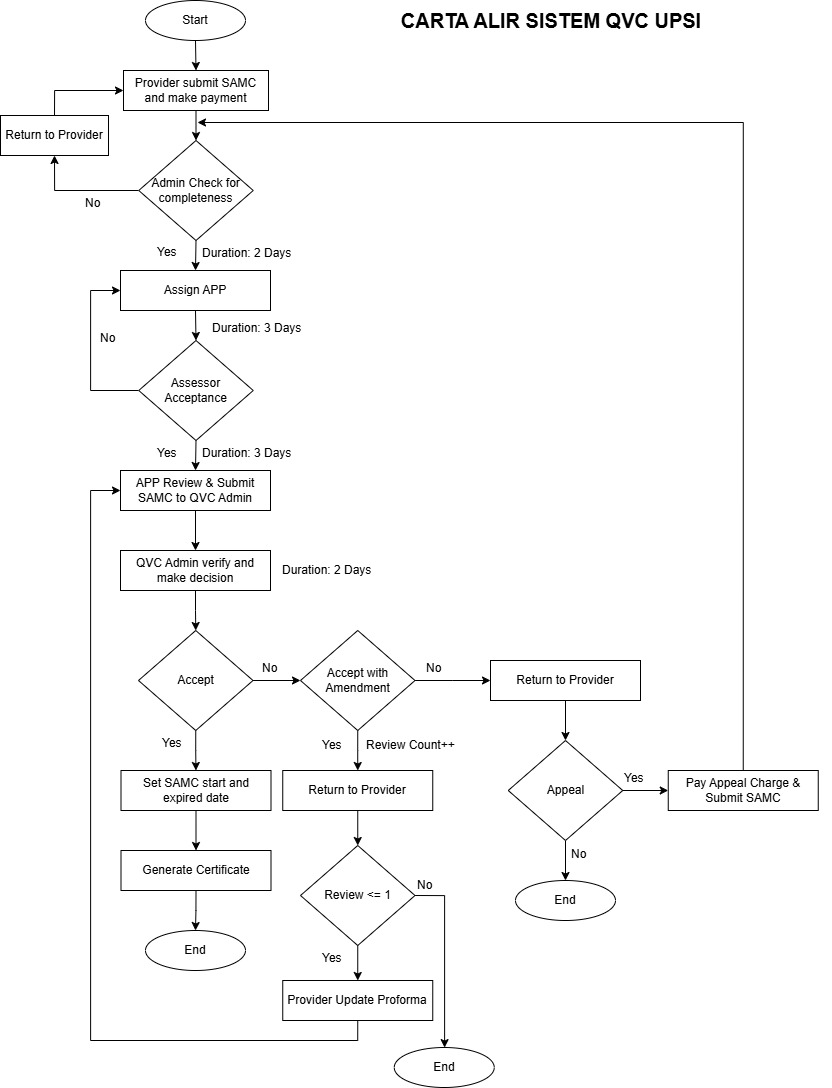 CARTA ALIR SISTEM QVC UPSI
Start
Provider submit SAMC
and make payment
Return to Provider
Admin Check for
completeness
No
Yes
Duration: 2 Days
Assign APP
Duration: 3 Days
No
Assessor
Acceptance
Yes
Duration: 3 Days
APP Review & Submit
SAMC to QVC Admin
QVC Admin verify and
make decision
Duration: 2 Days
Accept
No
Accept with
Amendment
No
Return to Provider
Yes
Yes
Review Count++
Set SAMC start and
expired date
Return to Provider
Appeal
Yes
Pay Appeal Charge &
Submit SAMC
No
Generate Certificate
Review <= 1
No
End
End
Yes
Provider Update Proforma
End